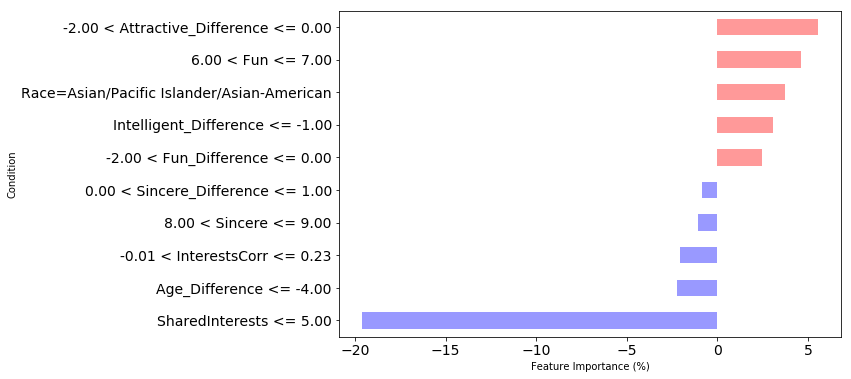 -2.00 < Attractive_Difference <= 0.00
6.00 < Fun <= 7.00
Race=Asian/Pacific Islander/Asian-American
Intelligent_Difference <= -1.00
-2.00 < Fun_Difference <= 0.00
0.00 < Sincere_Difference <= 1.00
8.00 < Sincere <= 9.00
-0.01 < InterestsCorr <= 0.23
Age_Difference <= -4.00
SharedInterests <= 5.00
Condition
−20 −15 −10 −5 0 5
Feature Importance (%)